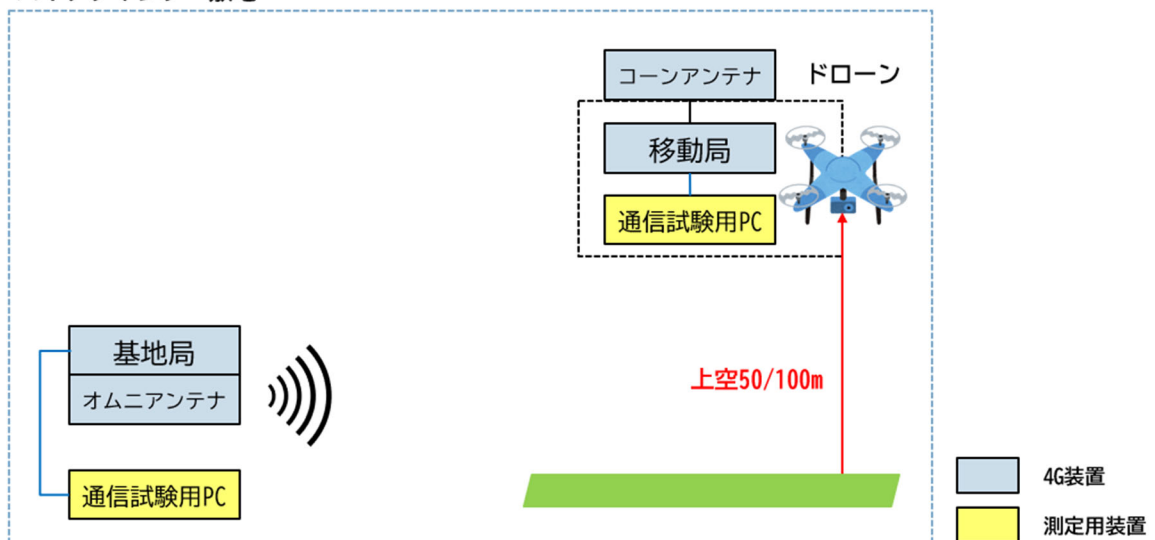 コーンアンテナ
ドローン
移動局
通信試験用PC
基地局
オムニアンテナ
上空50/100m
通信試験用PC
4G装置
測定用装置